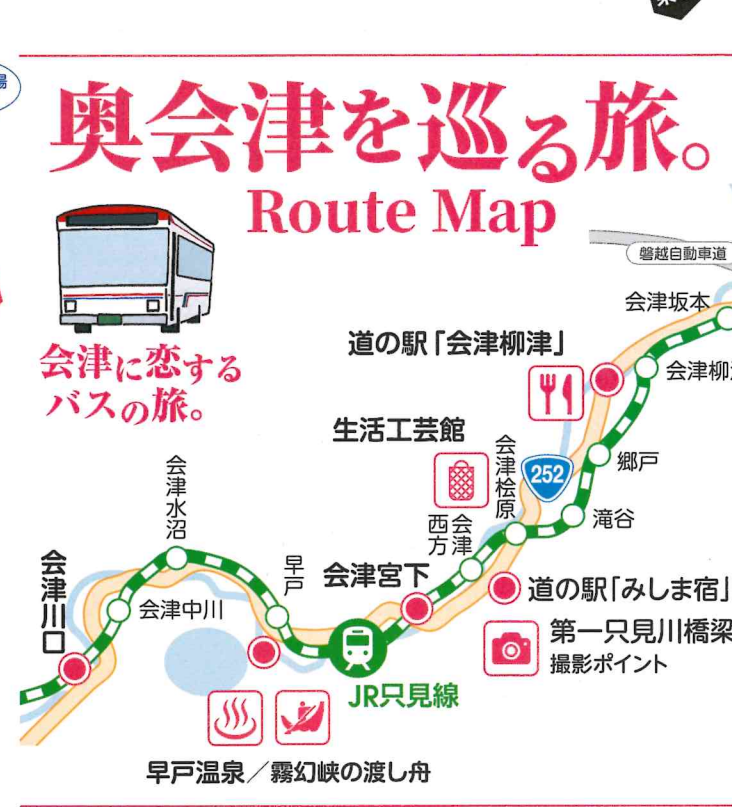 奥会津を巡る旅。
Route Map
磐越自動車道
会津坂本
道の駅「会津柳津」
会津柳
会津に恋する
バスの旅。
生活工芸館
会津桧原
252
郷戸
滝谷
会津水沼
会津西方
早戸
会津宮下
道の駅「みしま宿」
会津川口
会津中川
第一只見川橋梁
撮影ポイント
JR只見線
早戸温泉／霧幻峡の渡し舟